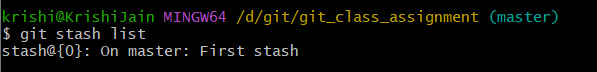 krishi@KrishiJain MINGW64 /d/git/git_class_assignment (master)
$ git stash list
stash@{0}: On master: First stash